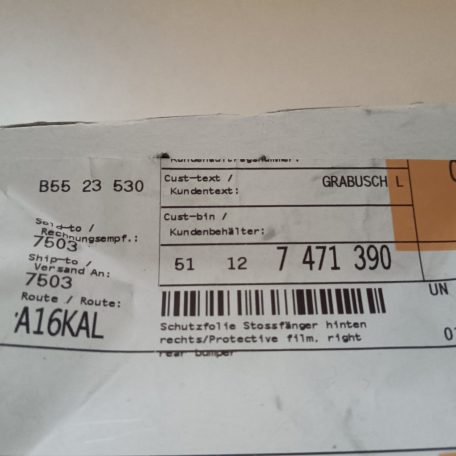 Kundenauftragsnummer:
B55 23 530
Cust-text /
Kundentext:
GRABUSCH L
Sold-to /
Rechnungsempf.:
7503
Cust-bin /
Kundenbehälter:
Ship-to /
Versand An:
7503
51 12 7 471 390
Route / Route:
A16KAL
UN
Schutzfolie Stossfänger hinten
rechts/Protective film, right
rear bumper